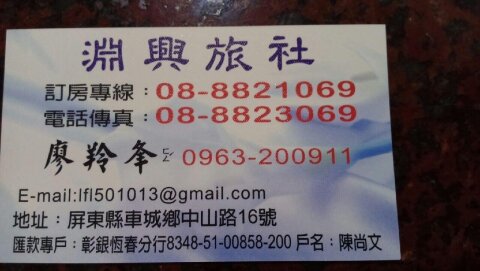 淵興旅社
訂房專線：08-8821069
電話傳真：08-8823069
廖羚夆 0963-200911
E-mail:lfl501013@gmail.com
地址：屏東縣車城鄉中山路16號
匯款專戶：彰銀恆春分行8348-51-00858-200 戶名：陳尚文